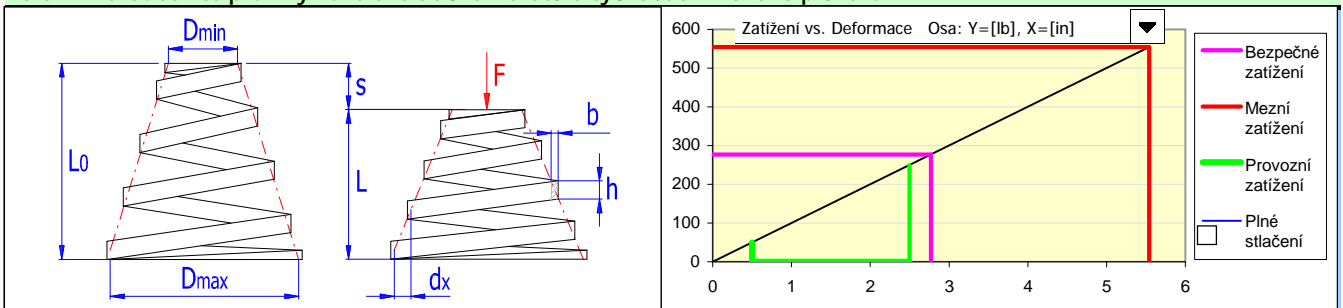 Dmin
s
F
b
L0
L
h
Dmax
dx
Zatížení vs. Deformace Osa: Y=[lb], X=[in]
600
500
400
300
200
100
0
0 1 2 3 4 5 6
Bezpečné
zatížení
Mezní
zatížení
Provozní
zatížení
Plné
stlačení